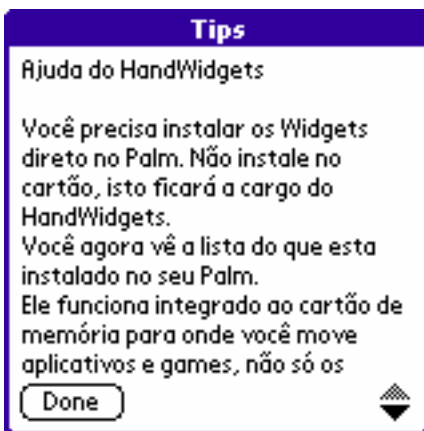 Tips
Ajuda do HandWidgets
Você precisa instalar os Widgets
direto no Palm. Não instale no
cartão, isto ficará a cargo do
HandWidgets.
Você agora vê a lista do que esta
instalado no seu Palm.
Ele funciona integrado ao cartão de
memória para onde você move
aplicativos e games, não só os
Done